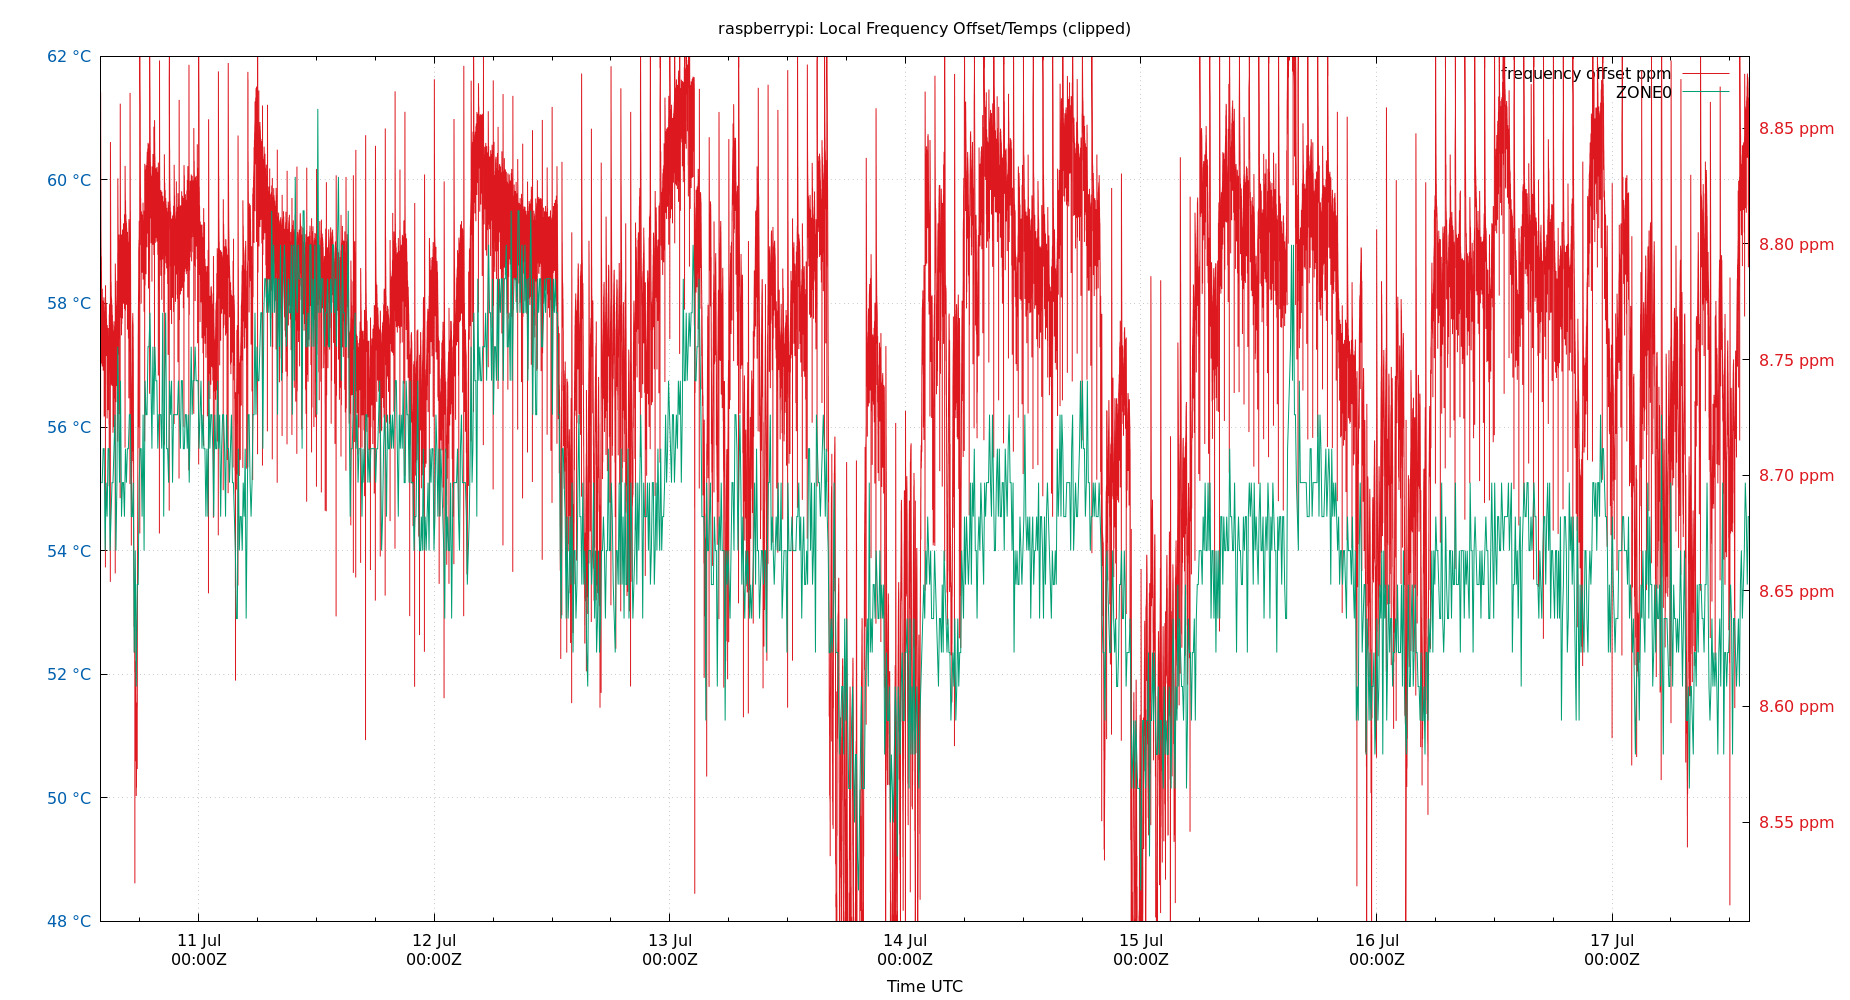 raspberrypi: Local Frequency Offset/Temps (clipped)
frequency offset ppm
ZONE0
62 °C
60 °C
58 °C
56 °C
54 °C
52 °C
50 °C
48 °C
8.85 ppm
8.80 ppm
8.75 ppm
8.70 ppm
8.65 ppm
8.60 ppm
8.55 ppm
11 Jul
00:00Z
12 Jul
00:00Z
13 Jul
00:00Z
14 Jul
00:00Z
15 Jul
00:00Z
16 Jul
00:00Z
17 Jul
00:00Z
Time UTC